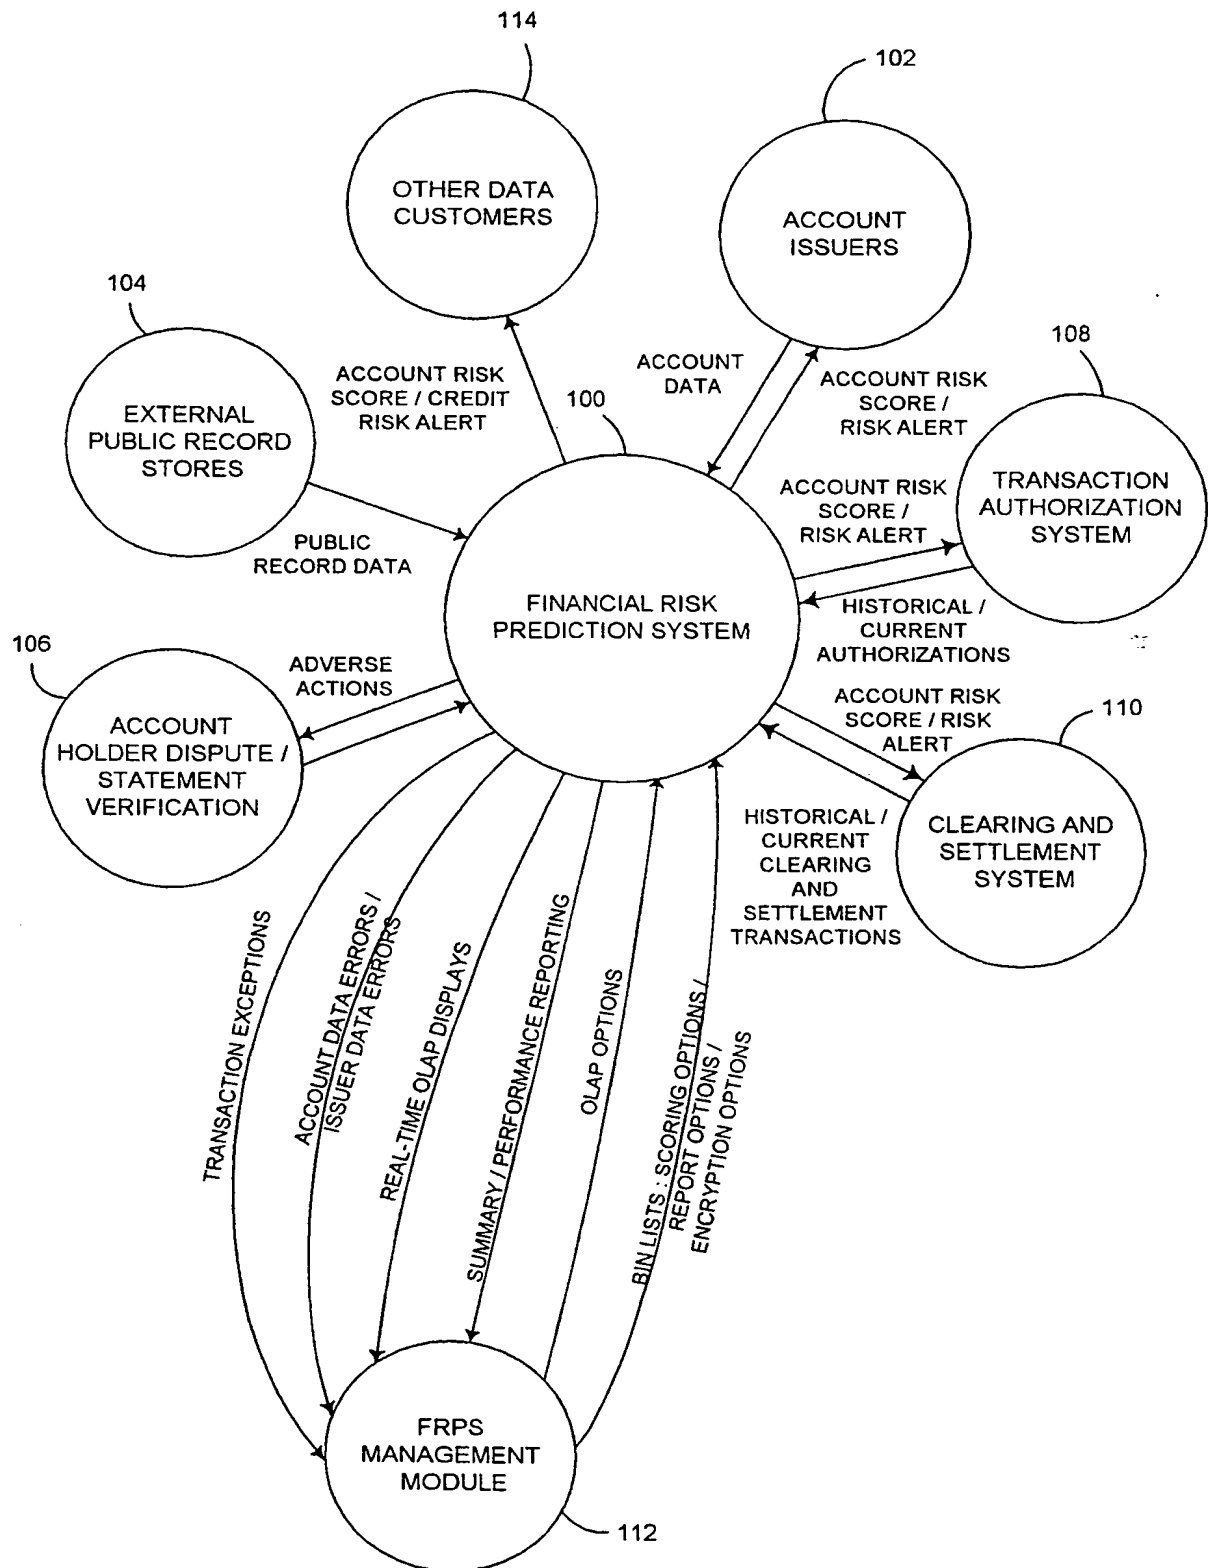 114
102
OTHER DATA
CUSTOMERS
ACCOUNT
ISSUERS
104
108
ACCOUNT RISK
SCORE / CREDIT
RISK ALERT
ACCOUNT
DATA
ACCOUNT RISK
SCORE /
RISK ALERT
100
EXTERNAL
PUBLIC RECORD
STORES
TRANSACTION
AUTHORIZATION
SYSTEM
ACCOUNT RISK
SCORE /
RISK ALERT
PUBLIC
RECORD DATA
FINANCIAL RISK
PREDICTION SYSTEM
HISTORICAL /
CURRENT
AUTHORIZATIONS
106
ADVERSE
ACTIONS
ACCOUNT RISK
SCORE / RISK
ALERT
110
ACCOUNT
HOLDER DISPUTE /
STATEMENT
VERIFICATION
HISTORICAL /
CURRENT
CLEARING
AND
SETTLEMENT
TRANSACTIONS
CLEARING AND
SETTLEMENT
SYSTEM
TRANSACTION EXCEPTIONS
ACCOUNT DATA ERRORS /
ISSUER DATA ERRORS
REAL-TIME OLAP DISPLAYS
SUMMARY / PERFORMANCE REPORTING
OLAP OPTIONS
BIN LISTS : SCORING OPTIONS /
REPORT OPTIONS /
ENCRYPTION OPTIONS
FRPS
MANAGEMENT
MODULE
112